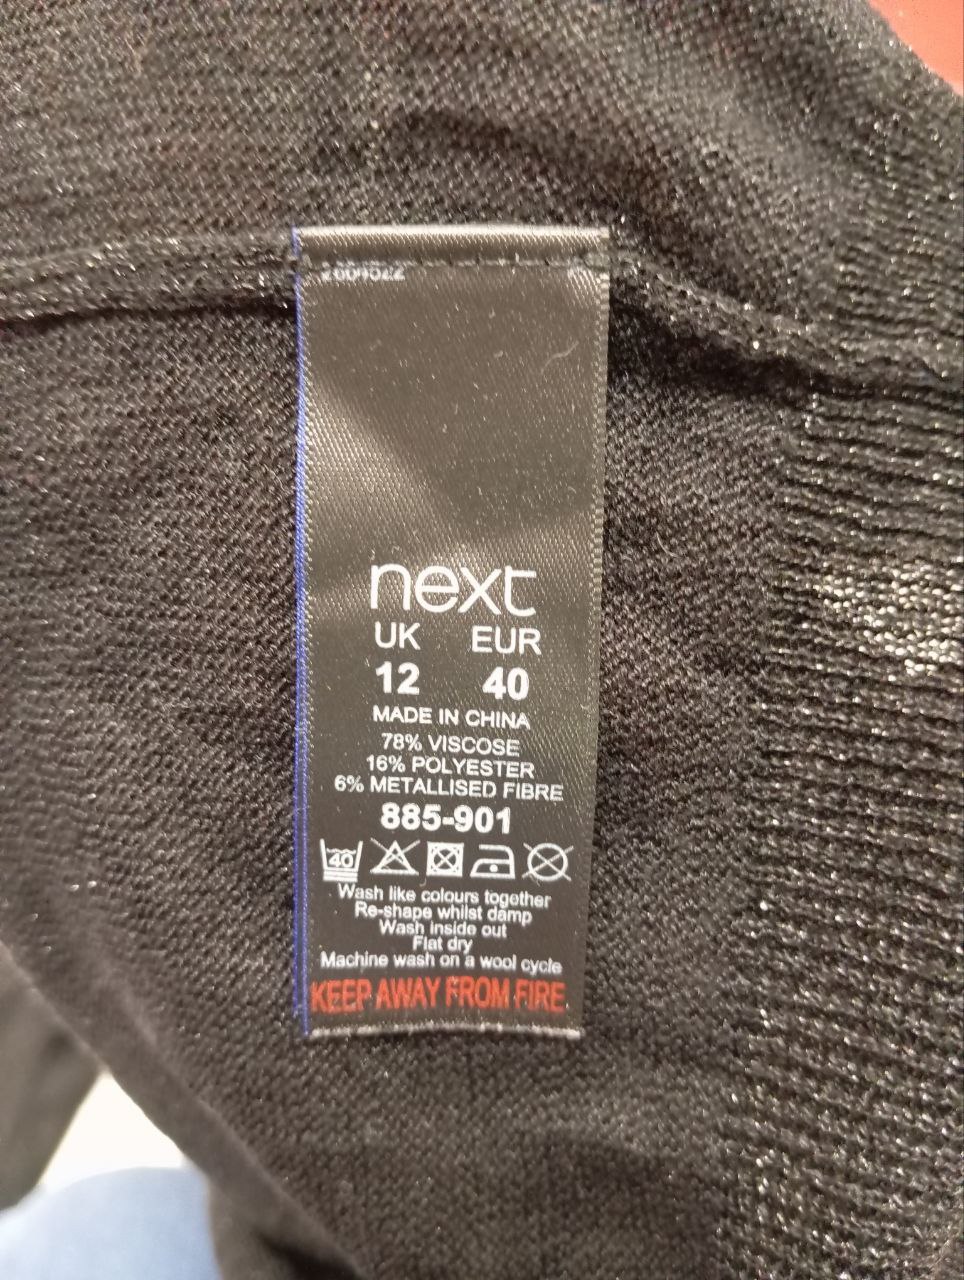 next
UK EUR
12 40
MADE IN CHINA
78% VISCOSE
16% POLYESTER
6% METALLISED FIBRE
885-901
40
Wash like colours together
Re-shape whilst damp
Wash inside out
Flat dry
Machine wash on a wool cycle
KEEP AWAY FROM FIRE